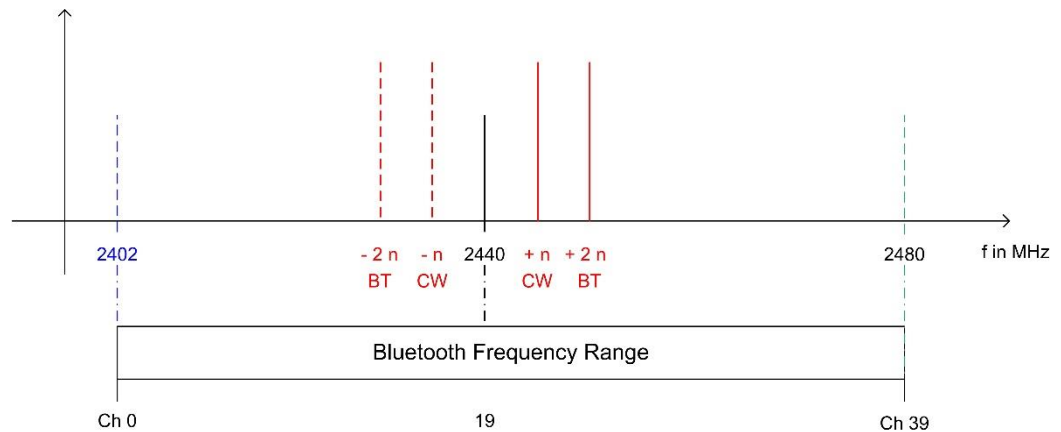 2402
- 2 n
- n
2440
+ n
+ 2 n
2480
f in MHz
BT
CW
CW
BT
Bluetooth Frequency Range
Ch 0
19
Ch 39